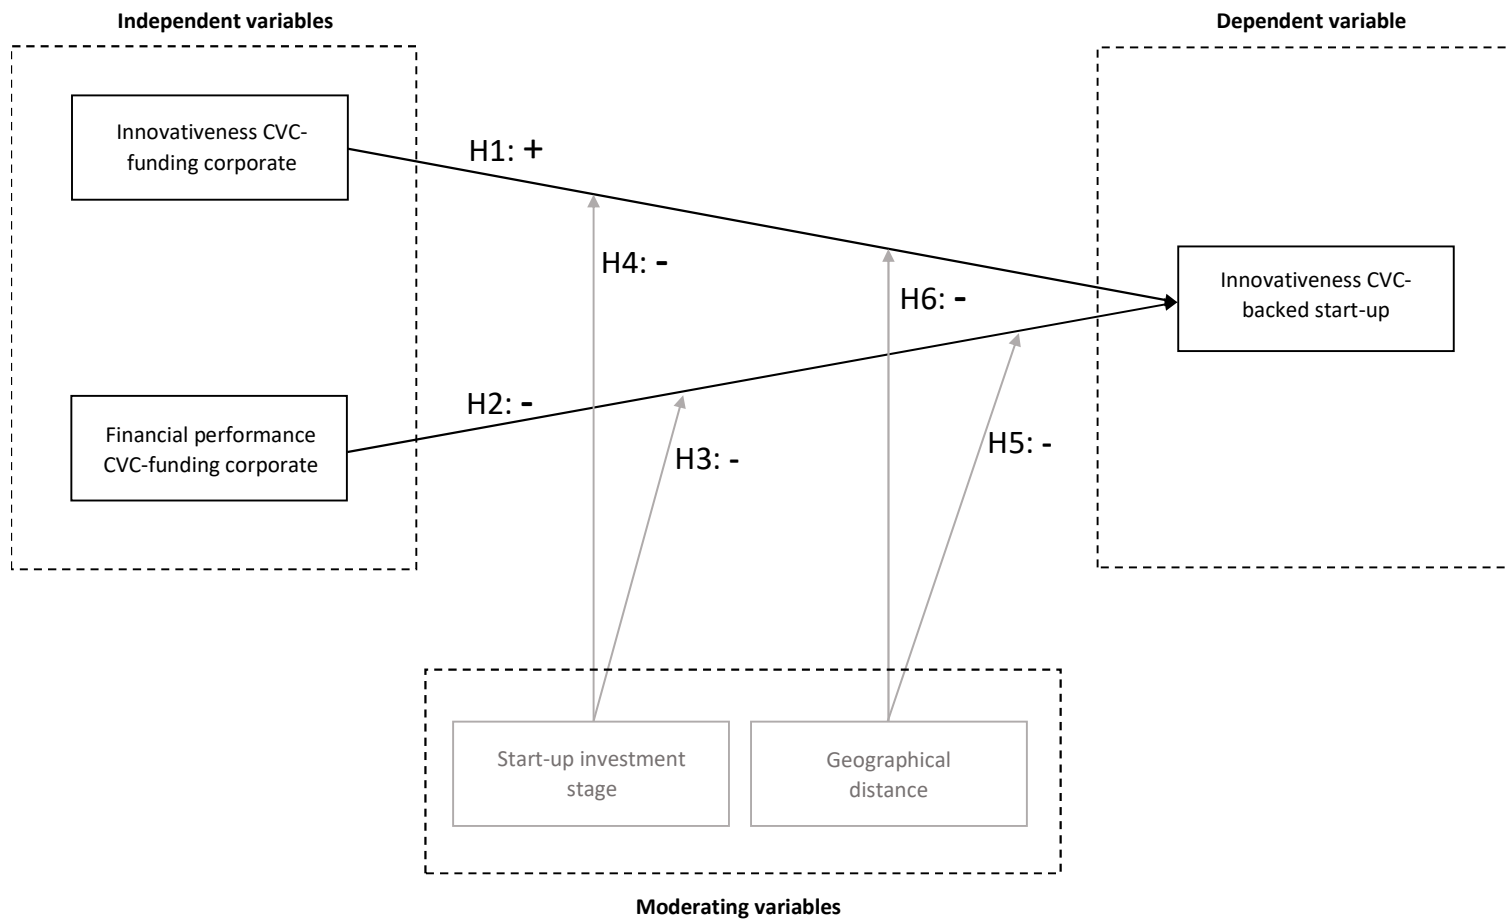 Independent variables
Dependent variable
Innovativeness CVC-
funding corporate
H1: +
H4: -
H6: -
Innovativeness CVC-
backed start-up
H2: -
Financial performance
CVC-funding corporate
H3: -
H5: -
Start-up investment
stage
Geographical
distance
Moderating variables